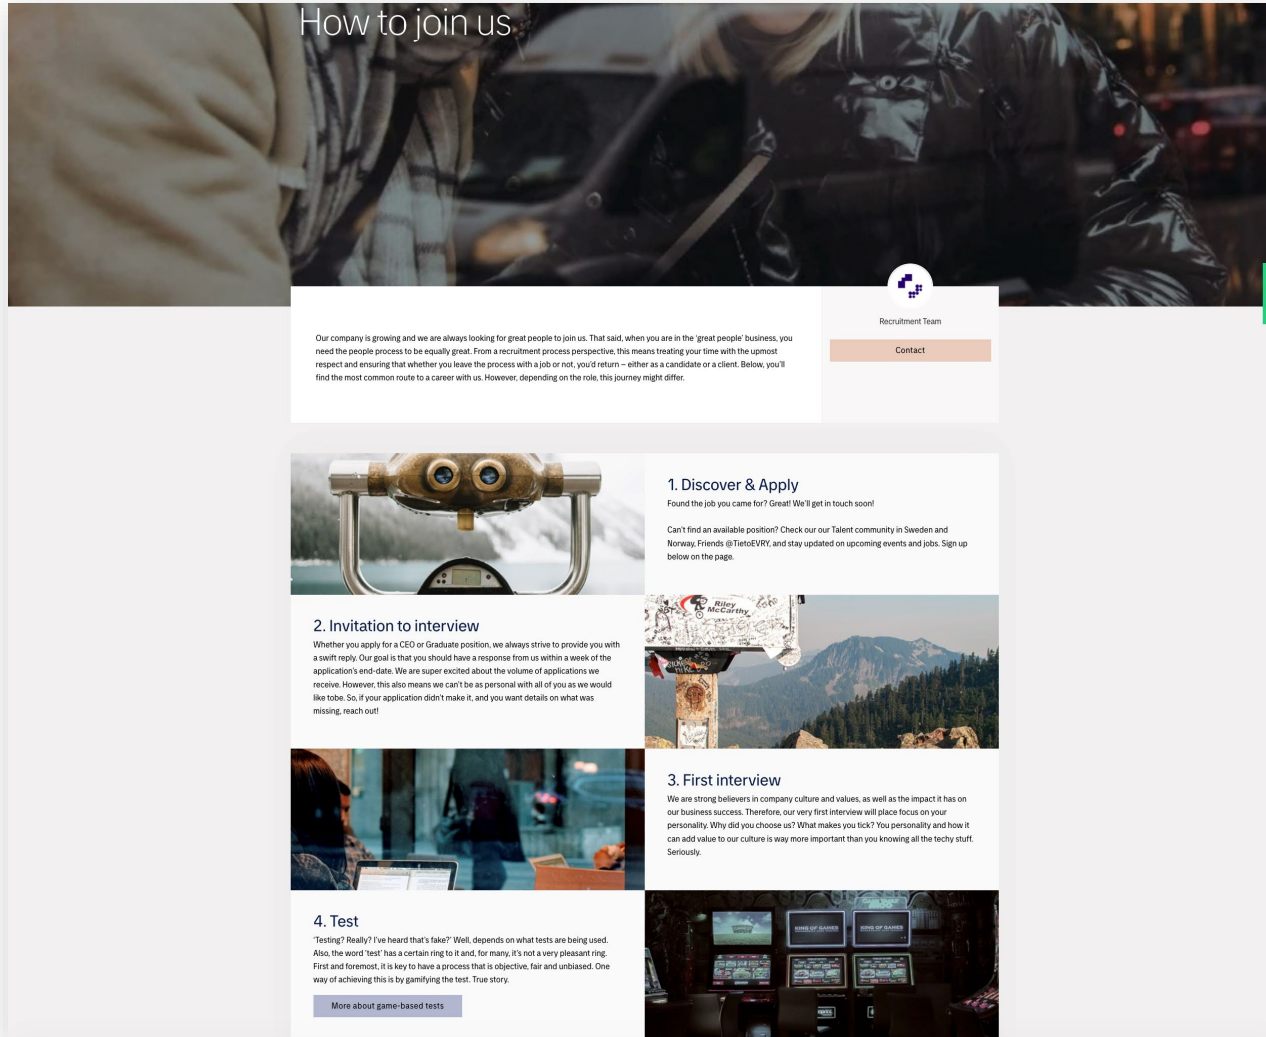 How to join us
Recruitment Team
Contact
Our company is growing and we are always looking for great people to join us. That said, when you are in the ‘great people’ business, you
need the people process to be equally great. From a recruitment process perspective, this means treating your time with the upmost
respect and ensuring that whether you leave the process with a job or not, you’d return – either as a candidate or a client. Below, you’ll
find the most common route to a career with us. However, depending on the role, this journey might differ.
1. Discover & Apply
Found the job you came for? Great! We’ll get in touch soon!
Can’t find an available position? Check our our Talent community in Sweden and
Norway, Friends @TietoEVRY, and stay updated on upcoming events and jobs. Sign up
below on the page.
2. Invitation to interview
Whether you apply for a CEO or Graduate position, we always strive to provide you with
a swift reply. Our goal is that you should have a response from us within a week of the
application’s end-date. We are super excited about the volume of applications we
receive. However, this also means we can’t be as personal with all of you as we would
like tobe. So, if your application didn’t make it, and you want details on what was
missing, reach out!
Riley
McCarthy
3. First interview
We are strong believers in company culture and values, as well as the impact it has on
our business success. Therefore, our very first interview will place focus on your
personality. Why did you choose us? What makes you tick? You personality and how it
can add value to our culture is way more important than you knowing all the techy stuff.
Seriously.
4. Test
‘Testing? Really? I’ve heard that’s fake?’ Well, depends on what tests are being used.
Also, the word ‘test’ has a certain ring to it and, for many, it’s not a very pleasant ring.
First and foremost, it is key to have a process that is objective, fair and unbiased. One
way of achieving this is by gamifying the test. True story.
More about game-based tests
KING OF GAMES
KING OF GAMES